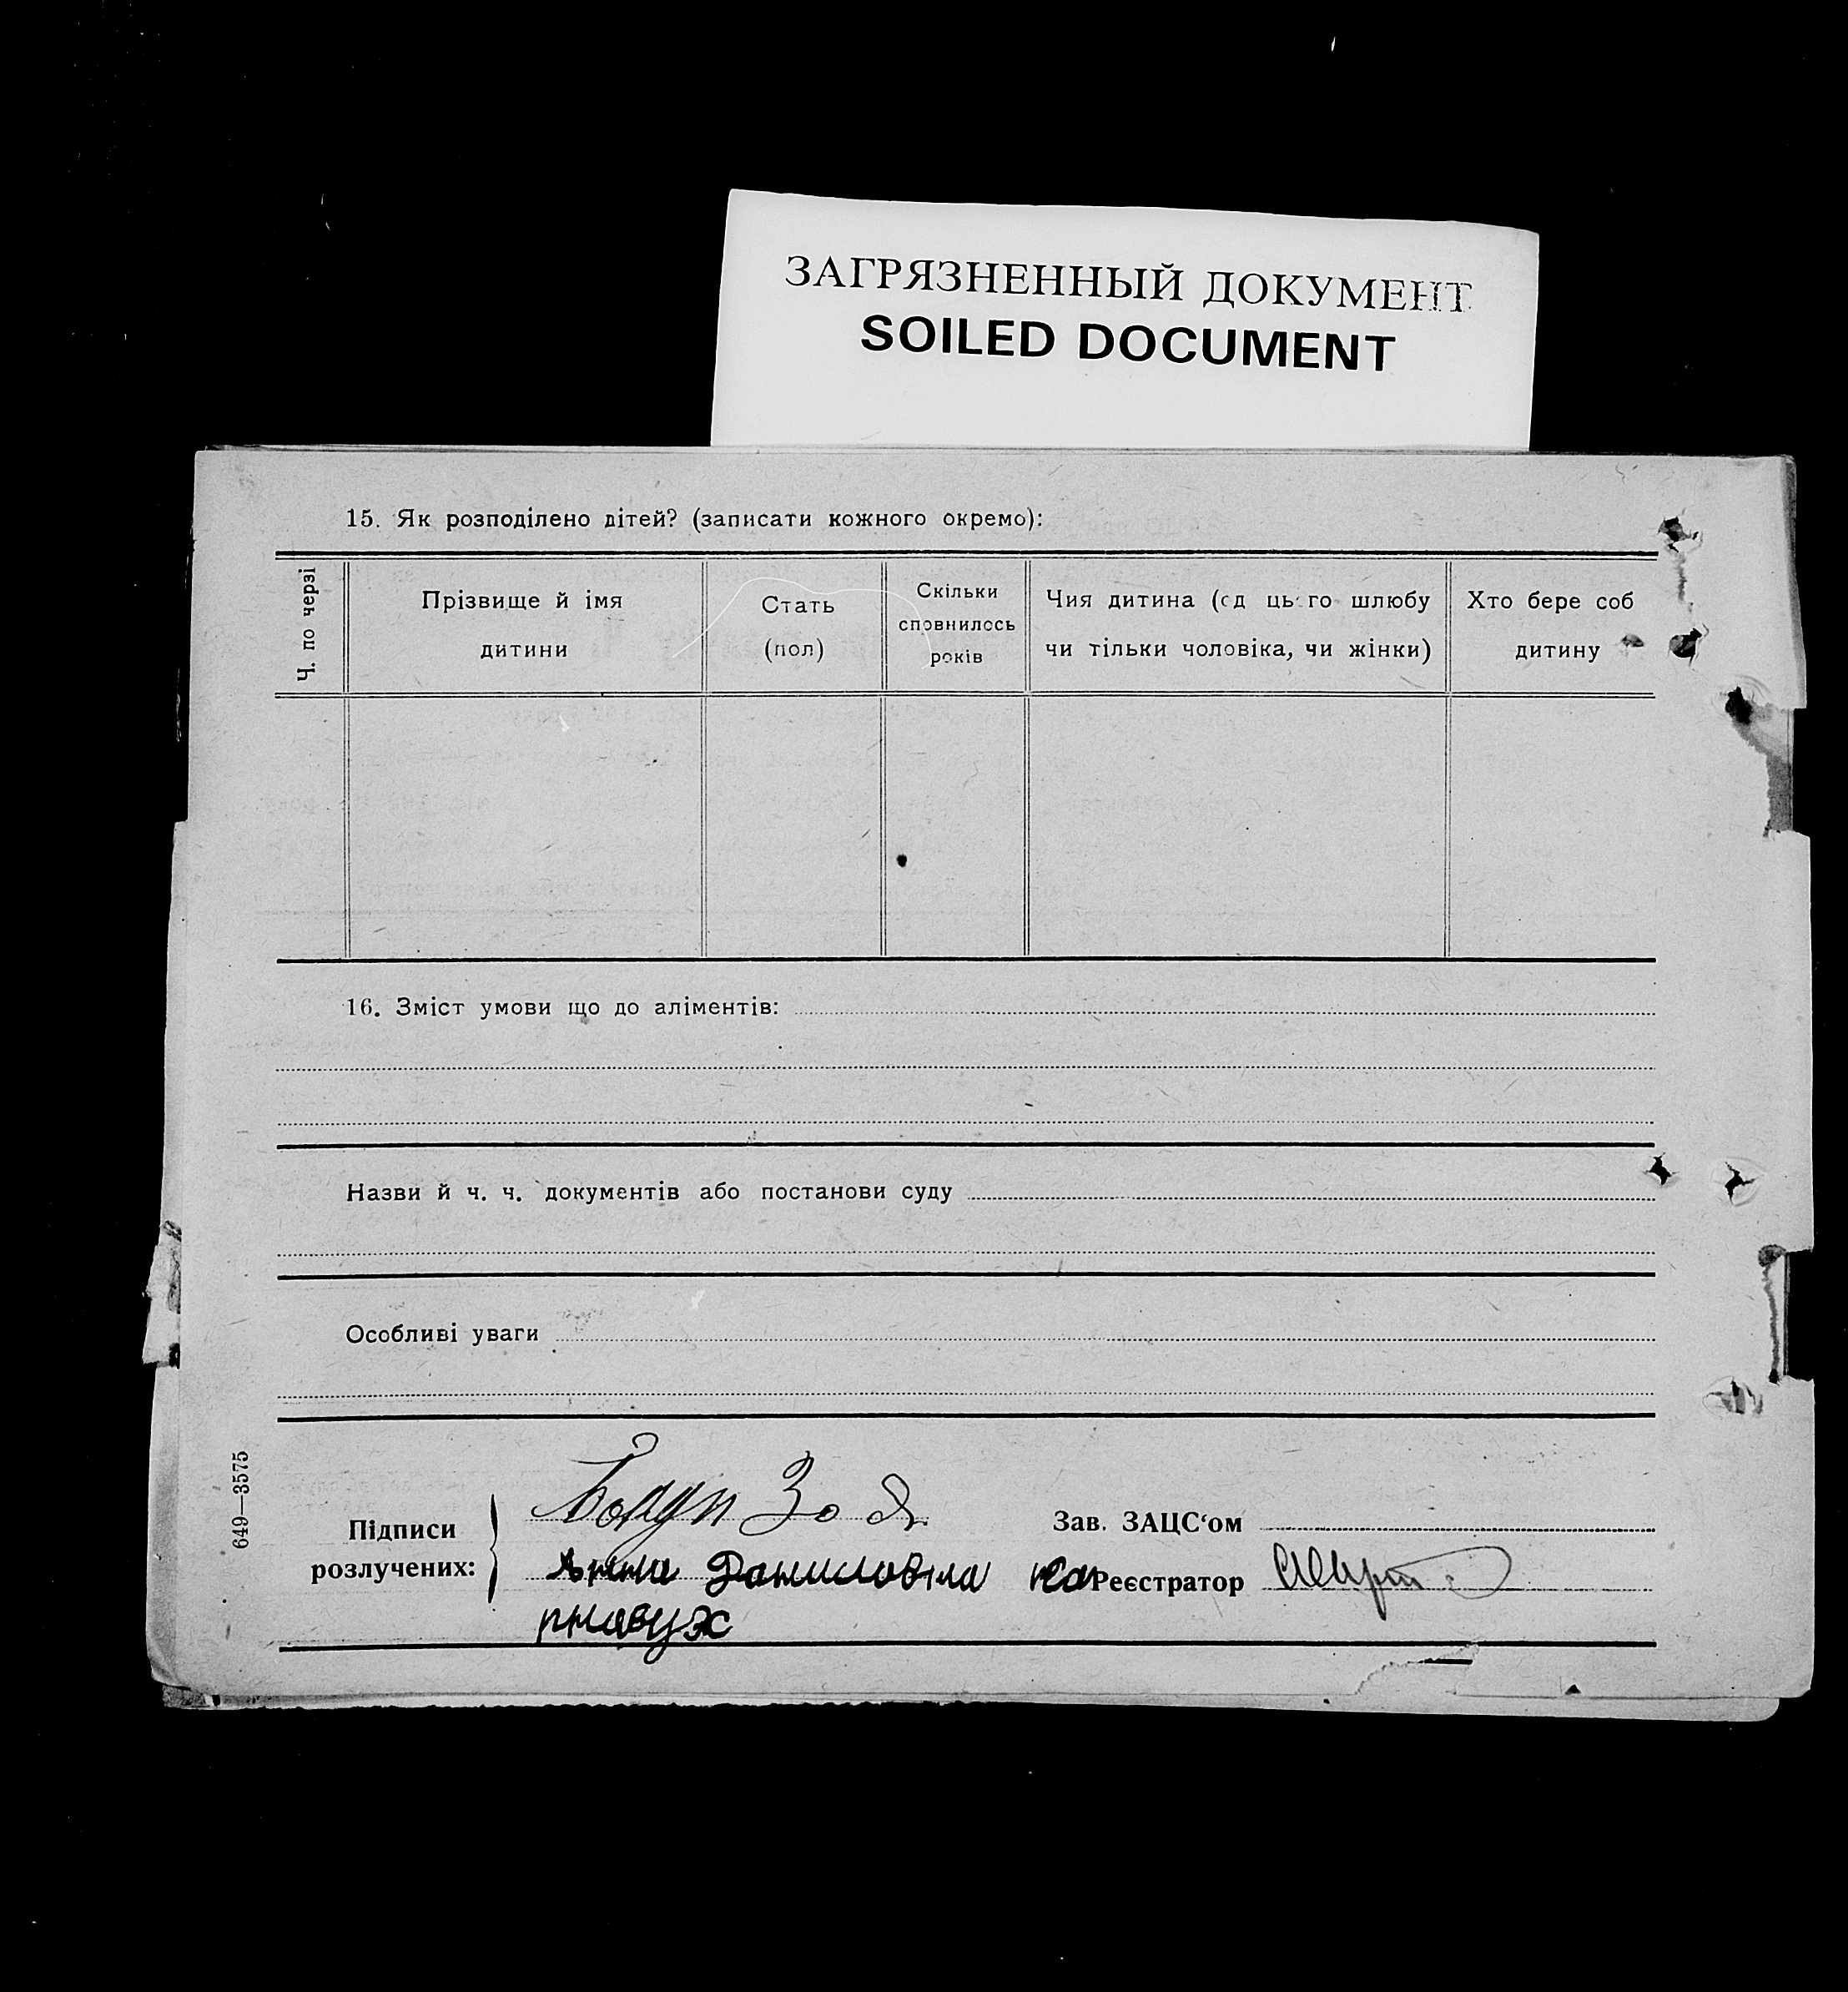 ЗАГРЯЗНЕННЫЙ ДОКУМЕНТ
SOILED DOCUMENT
15. Як розподілено дітей? (записати кожного окремо):
Ч. по черзі
Прізвище й імя
дитини
Стать
(пол)
Скільки
сповнилось
років
Чия дитина (од цього шлюбу
чи тільки чоловіка, чи жінки)
Хто бере соб
дитину
16. Зміст умови що до аліментів:
Назви й ч. ч. документів або постанови суду
Особливі уваги
649—3575
Підписи
розлучених:
Зав. ЗАЦС‘ом
Реєстратор